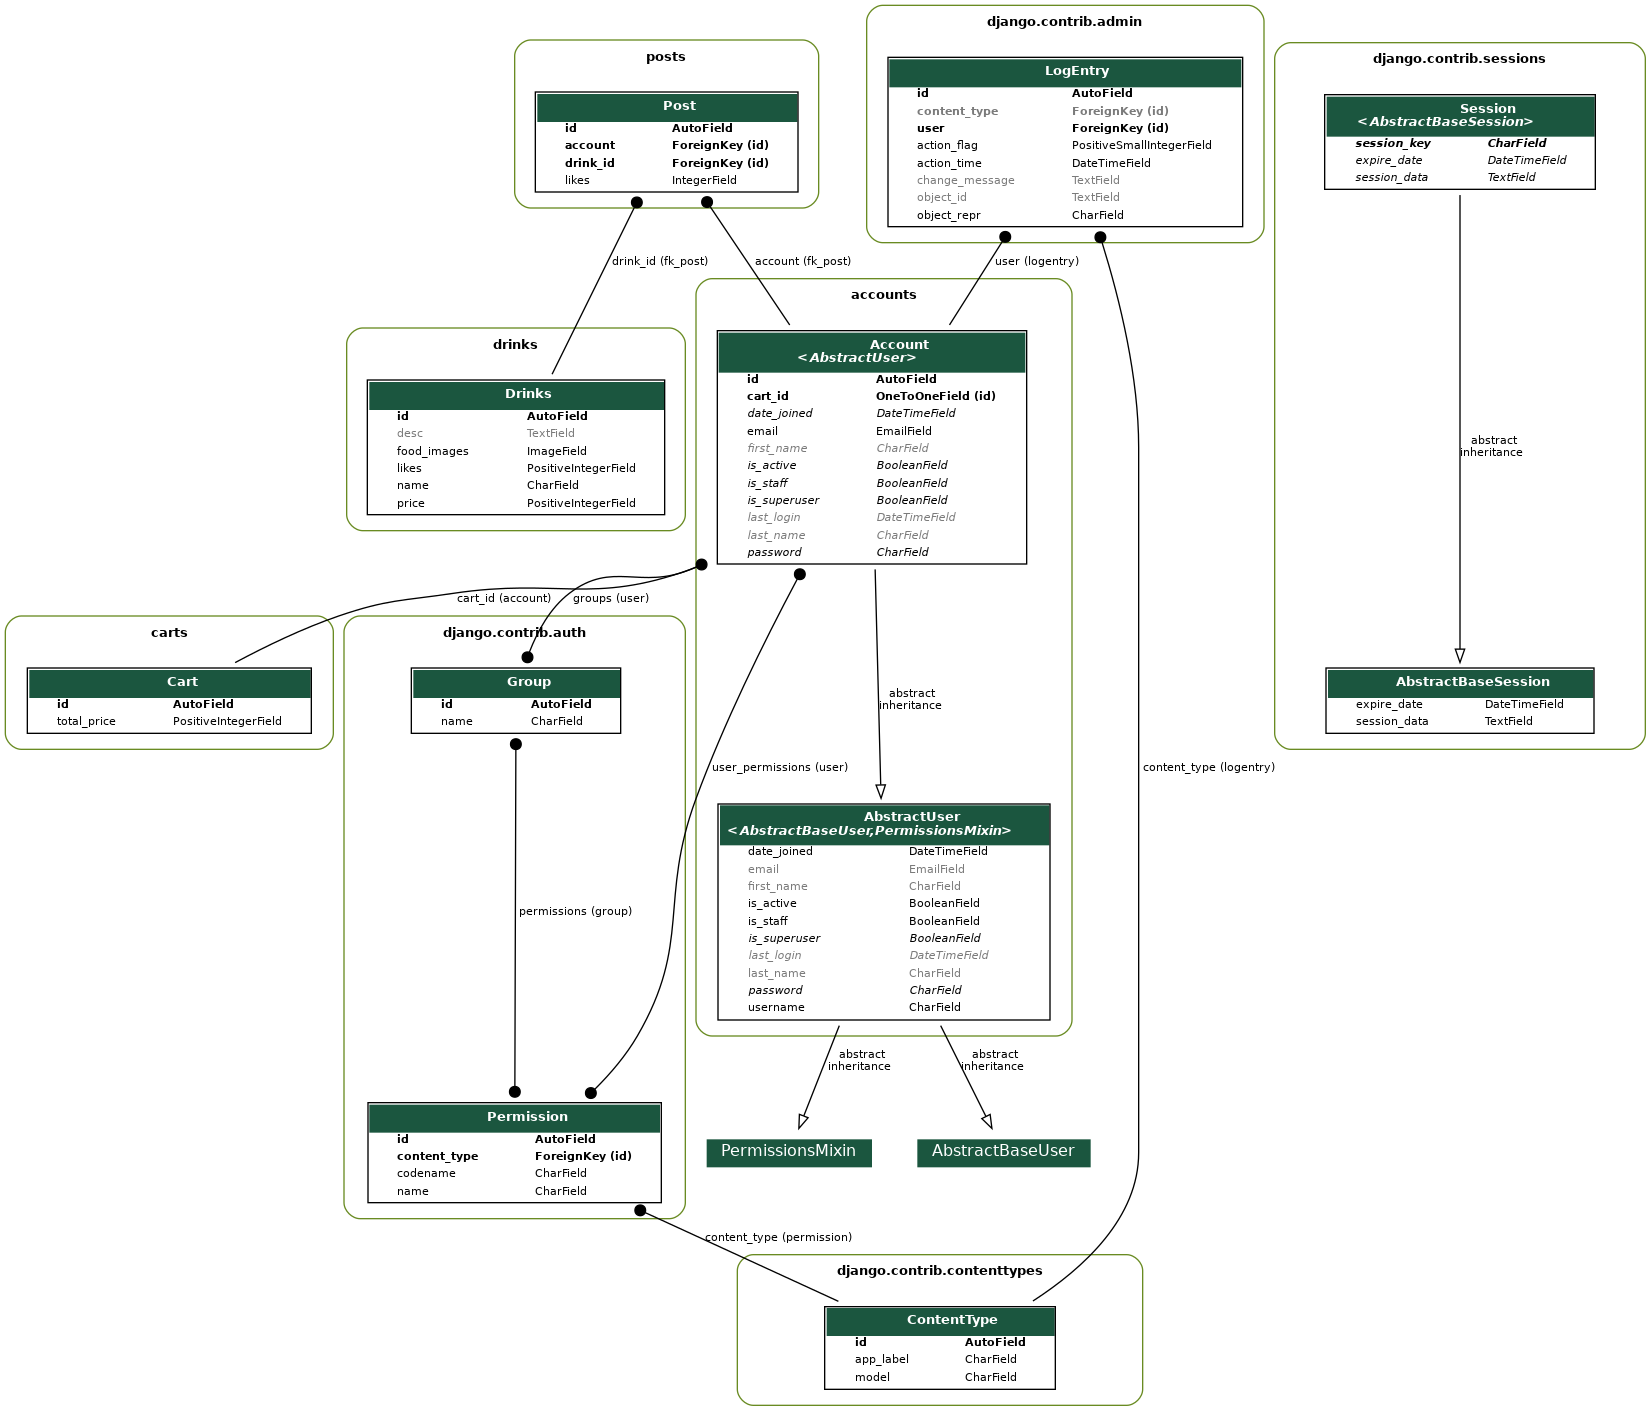 posts
Post
id AutoField
account ForeignKey (id)
drink_id ForeignKey (id)
likes IntegerField
django.contrib.admin
LogEntry
id AutoField
content_type ForeignKey (id)
user ForeignKey (id)
action_flag PositiveSmallIntegerField
action_time DateTimeField
change_message TextField
object_id TextField
object_repr CharField
django.contrib.sessions
Session
<AbstractBaseSession>
session_key CharField
expire_date DateTimeField
session_data TextField
drink_id (fk_post)
account (fk_post)
user (logentry)
accounts
Account
<AbstractUser>
id AutoField
cart_id OneToOneField (id)
date_joined DateTimeField
email EmailField
first_name CharField
is_active BooleanField
is_staff BooleanField
is_superuser BooleanField
last_login DateTimeField
last_name CharField
password CharField
drinks
Drinks
id AutoField
desc TextField
food_images ImageField
likes PositiveIntegerField
name CharField
price PositiveIntegerField
abstract
inheritance
cart_id (account)
groups (user)
carts
Cart
id AutoField
total_price PositiveIntegerField
django.contrib.auth
Group
id AutoField
name CharField
abstract
inheritance
AbstractBaseSession
expire_date DateTimeField
session_data TextField
user_permissions (user)
content_type (logentry)
AbstractUser
<AbstractBaseUser,PermissionsMixin>
date_joined DateTimeField
email EmailField
first_name CharField
is_active BooleanField
is_staff BooleanField
is_superuser BooleanField
last_login DateTimeField
last_name CharField
password CharField
username CharField
permissions (group)
abstract
inheritance
abstract
inheritance
Permission
id AutoField
content_type ForeignKey (id)
codename CharField
name CharField
PermissionsMixin
AbstractBaseUser
content_type (permission)
django.contrib.contenttypes
ContentType
id AutoField
app_label CharField
model CharField